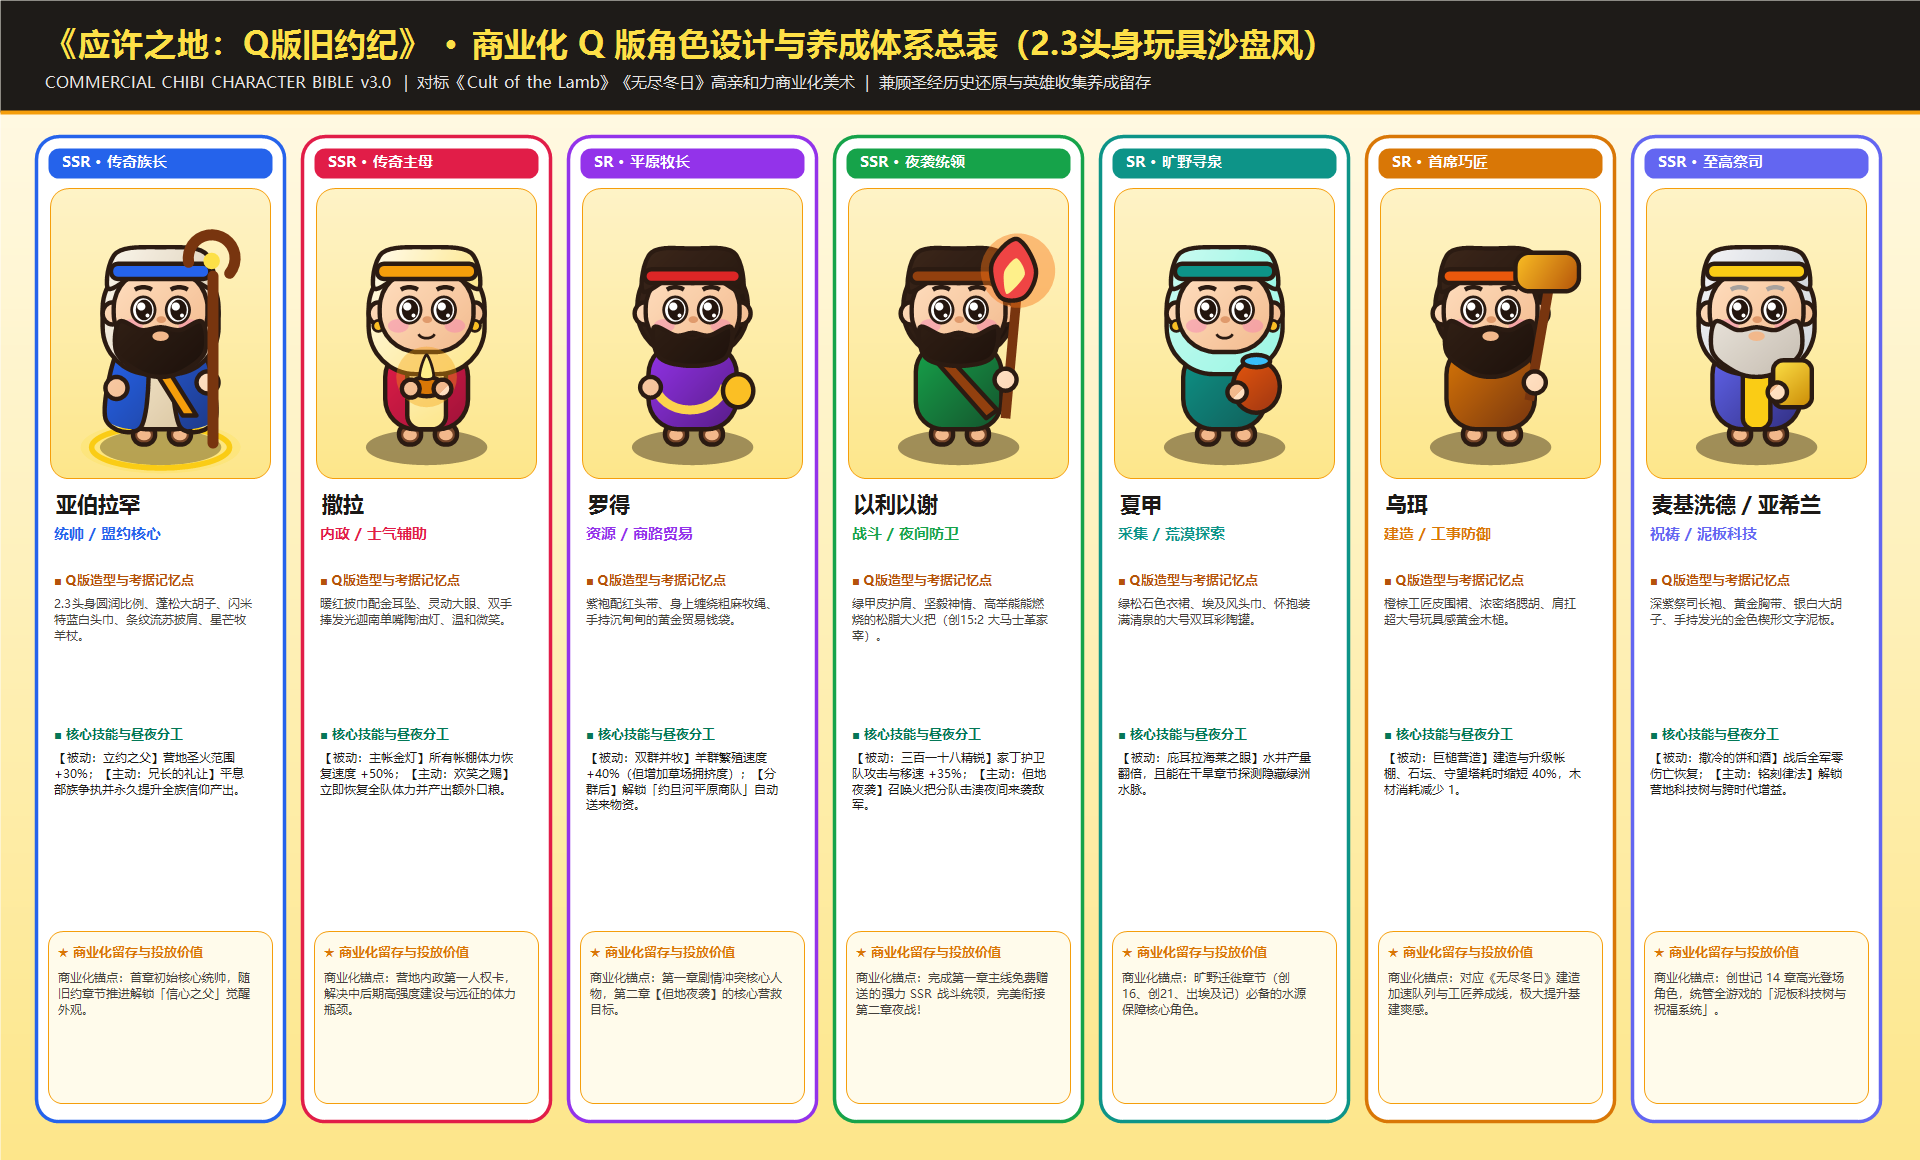 《应许之地：Q版旧约纪》 • 商业化 Q 版角色设计与养成体系总表（2.3头身玩具沙盘风）
COMMERCIAL CHIBI CHARACTER BIBLE v3.0 | 对标《Cult of the Lamb》《无尽冬日》高亲和力商业化美术 | 兼顾圣经历史还原与英雄收集养成留存
SSR • 传奇族长
亚伯拉罕
统帅 / 盟约核心
■ Q版造型与考据记忆点
2.3头身圆润比例、蓬松大胡子、闪米
特蓝白头巾、条纹流苏披肩、星芒牧
羊杖。
■ 核心技能与昼夜分工
【被动：立约之父】营地圣火范围
+30%；【主动：兄长的礼让】平息
部族争执并永久提升全族信仰产出。
★ 商业化留存与投放价值
商业化锚点：首章初始核心统帅，随
旧约章节推进解锁「信心之父」觉醒
外观。
SSR • 传奇主母
撒拉
内政 / 士气辅助
■ Q版造型与考据记忆点
暖红披巾配金耳坠、灵动大眼、双手
捧发光迦南单嘴陶油灯、温和微笑。
■ 核心技能与昼夜分工
【被动：主帐金灯】所有帐棚体力恢
复速度 +50%；【主动：欢笑之赐】
立即恢复全队体力并产出额外口粮。
★ 商业化留存与投放价值
商业化锚点：营地内政第一人权卡，
解决中后期高强度建设与远征的体力
瓶颈。
SR • 平原牧长
罗得
资源 / 商路贸易
■ Q版造型与考据记忆点
紫袍配红头带、身上缠绕粗麻牧绳、
手持沉甸甸的黄金贸易钱袋。
■ 核心技能与昼夜分工
【被动：双群并牧】羊群繁殖速度
+40%（但增加草场拥挤度）；【分
群后】解锁「约旦河平原商队」自动
送来物资。
★ 商业化留存与投放价值
商业化锚点：第一章剧情冲突核心人
物，第二章【但地夜袭】的核心营救
目标。
SSR • 夜袭统领
以利以谢
战斗 / 夜间防卫
■ Q版造型与考据记忆点
绿甲皮护肩、坚毅神情、高举熊熊燃
烧的松脂大火把（创15:2 大马士革家
宰）。
■ 核心技能与昼夜分工
【被动：三百一十八精锐】家丁护卫
队攻击与移速 +35%；【主动：但地
夜袭】召唤火把分队击溃夜间来袭敌
军。
★ 商业化留存与投放价值
商业化锚点：完成第一章主线免费赠
送的强力 SSR 战斗统领，完美衔接
第二章夜战！
SR • 旷野寻泉
夏甲
采集 / 荒漠探索
■ Q版造型与考据记忆点
绿松石色衣裙、埃及风头巾、怀抱装
满清泉的大号双耳彩陶罐。
■ 核心技能与昼夜分工
【被动：庇耳拉海莱之眼】水井产量
翻倍，且能在干旱章节探测隐藏绿洲
水脉。
★ 商业化留存与投放价值
商业化锚点：旷野迁徙章节（创
16、创21、出埃及记）必备的水源
保障核心角色。
SR • 首席巧匠
乌珥
建造 / 工事防御
■ Q版造型与考据记忆点
橙棕工匠皮围裙、浓密络腮胡、肩扛
超大号玩具感黄金木槌。
■ 核心技能与昼夜分工
【被动：巨槌营造】建造与升级帐
棚、石坛、守望塔耗时缩短 40%，木
材消耗减少 1。
★ 商业化留存与投放价值
商业化锚点：对应《无尽冬日》建造
加速队列与工匠养成线，极大提升基
建爽感。
SSR • 至高祭司
麦基洗德 / 亚希兰
祝祷 / 泥板科技
■ Q版造型与考据记忆点
深紫祭司长袍、黄金胸带、银白大胡
子、手持发光的金色楔形文字泥板。
■ 核心技能与昼夜分工
【被动：撒冷的饼和酒】战后全军零
伤亡恢复；【主动：铭刻律法】解锁
营地科技树与跨时代增益。
★ 商业化留存与投放价值
商业化锚点：创世记 14 章高光登场
角色，统管全游戏的「泥板科技树与
祝福系统」。